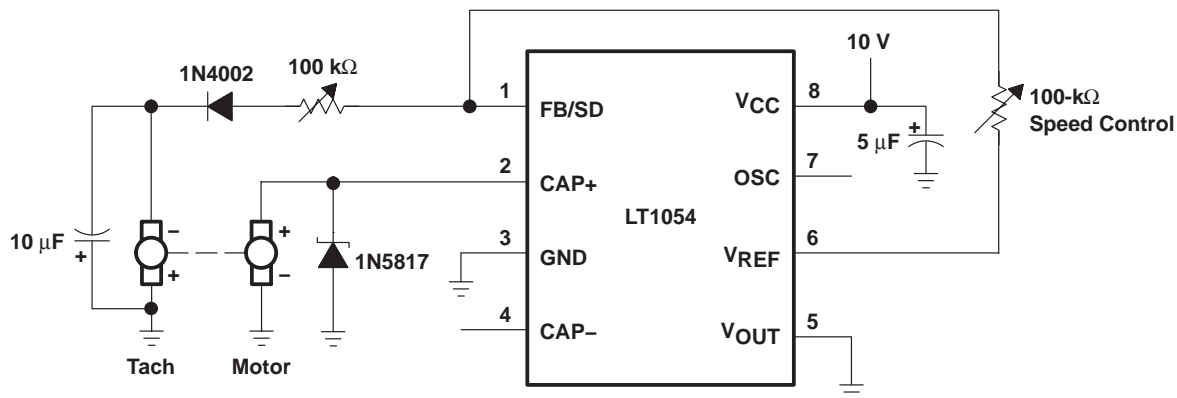 10 V
1N4002
100 kΩ
1
FB/SD
VCC
8
100-kΩ
Speed Control
5 μF
+
2
CAP+
OSC
7
LT1054
10 μF
+
−
+
+
−
1N5817
3
GND
VREF
6
4
CAP−
VOUT
5
Tach
Motor